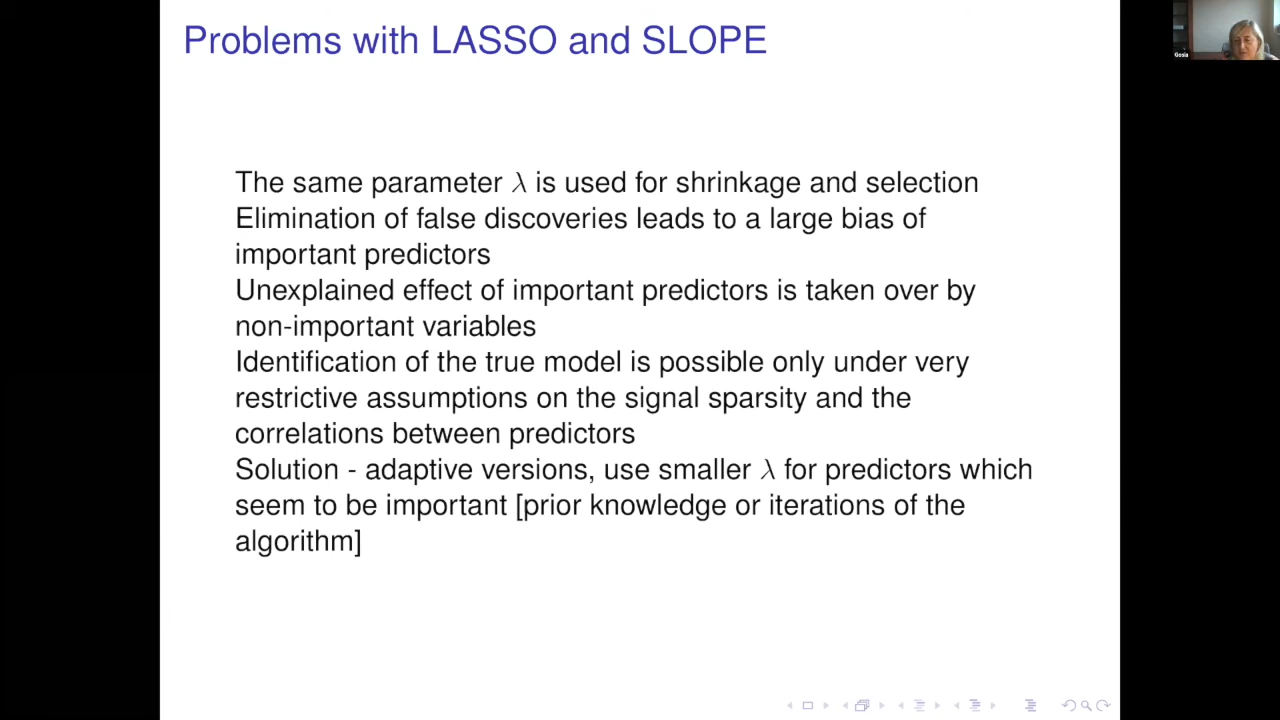 Problems with LASSO and SLOPE
The same parameter λ is used for shrinkage and selection
Elimination of false discoveries leads to a large bias of
important predictors
Unexplained effect of important predictors is taken over by
non-important variables
Identification of the true model is possible only under very
restrictive assumptions on the signal sparsity and the
correlations between predictors
Solution - adaptive versions, use smaller λ for predictors which
seem to be important [prior knowledge or iterations of the
algorithm]